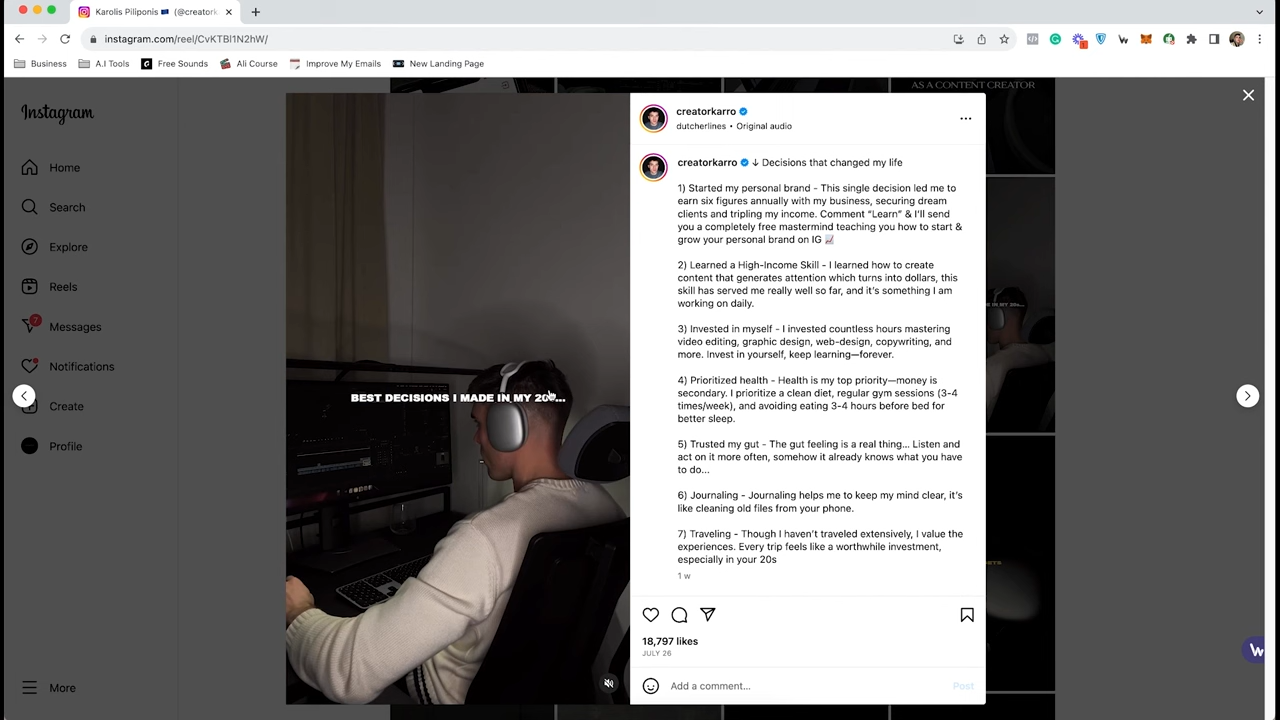 Karolis Piliponis 🇪🇺 (@creatork
instagram.com/reel/CvKTBl1N2hW/
Business
A.I Tools
Free Sounds
Ali Course
Improve My Emails
New Landing Page
Instagram
Home
Search
Explore
Reels
7
Messages
Notifications
Create
Profile
More
AS A CONTENT CREATOR
BEST DECISIONS I MADE IN MY 20s...
creatorkarro
dutcherlines • Original audio
creatorkarro ↓ Decisions that changed my life
1) Started my personal brand - This single decision led me to
earn six figures annually with my business, securing dream
clients and tripling my income. Comment “Learn” & I'll send
you a completely free mastermind teaching you how to start &
grow your personal brand on IG 📈
2) Learned a High-Income Skill - I learned how to create
content that generates attention which turns into dollars, this
skill has served me really well so far, and it's something I am
working on daily.
3) Invested in myself - I invested countless hours mastering
video editing, graphic design, web-design, copywriting, and
more. Invest in yourself, keep learning—forever.
4) Prioritized health - Health is my top priority—money is
secondary. I prioritize a clean diet, regular gym sessions (3-4
times/week), and avoiding eating 3-4 hours before bed for
better sleep.
5) Trusted my gut - The gut feeling is a real thing... Listen and
act on it more often, somehow it already knows what you have
to do...
6) Journaling - Journaling helps me to keep my mind clear, it's
like cleaning old files from your phone.
7) Traveling - Though I haven't traveled extensively, I value the
experiences. Every trip feels like a worthwhile investment,
especially in your 20s
1 w
18,797 likes
JULY 26
Add a comment...
Post